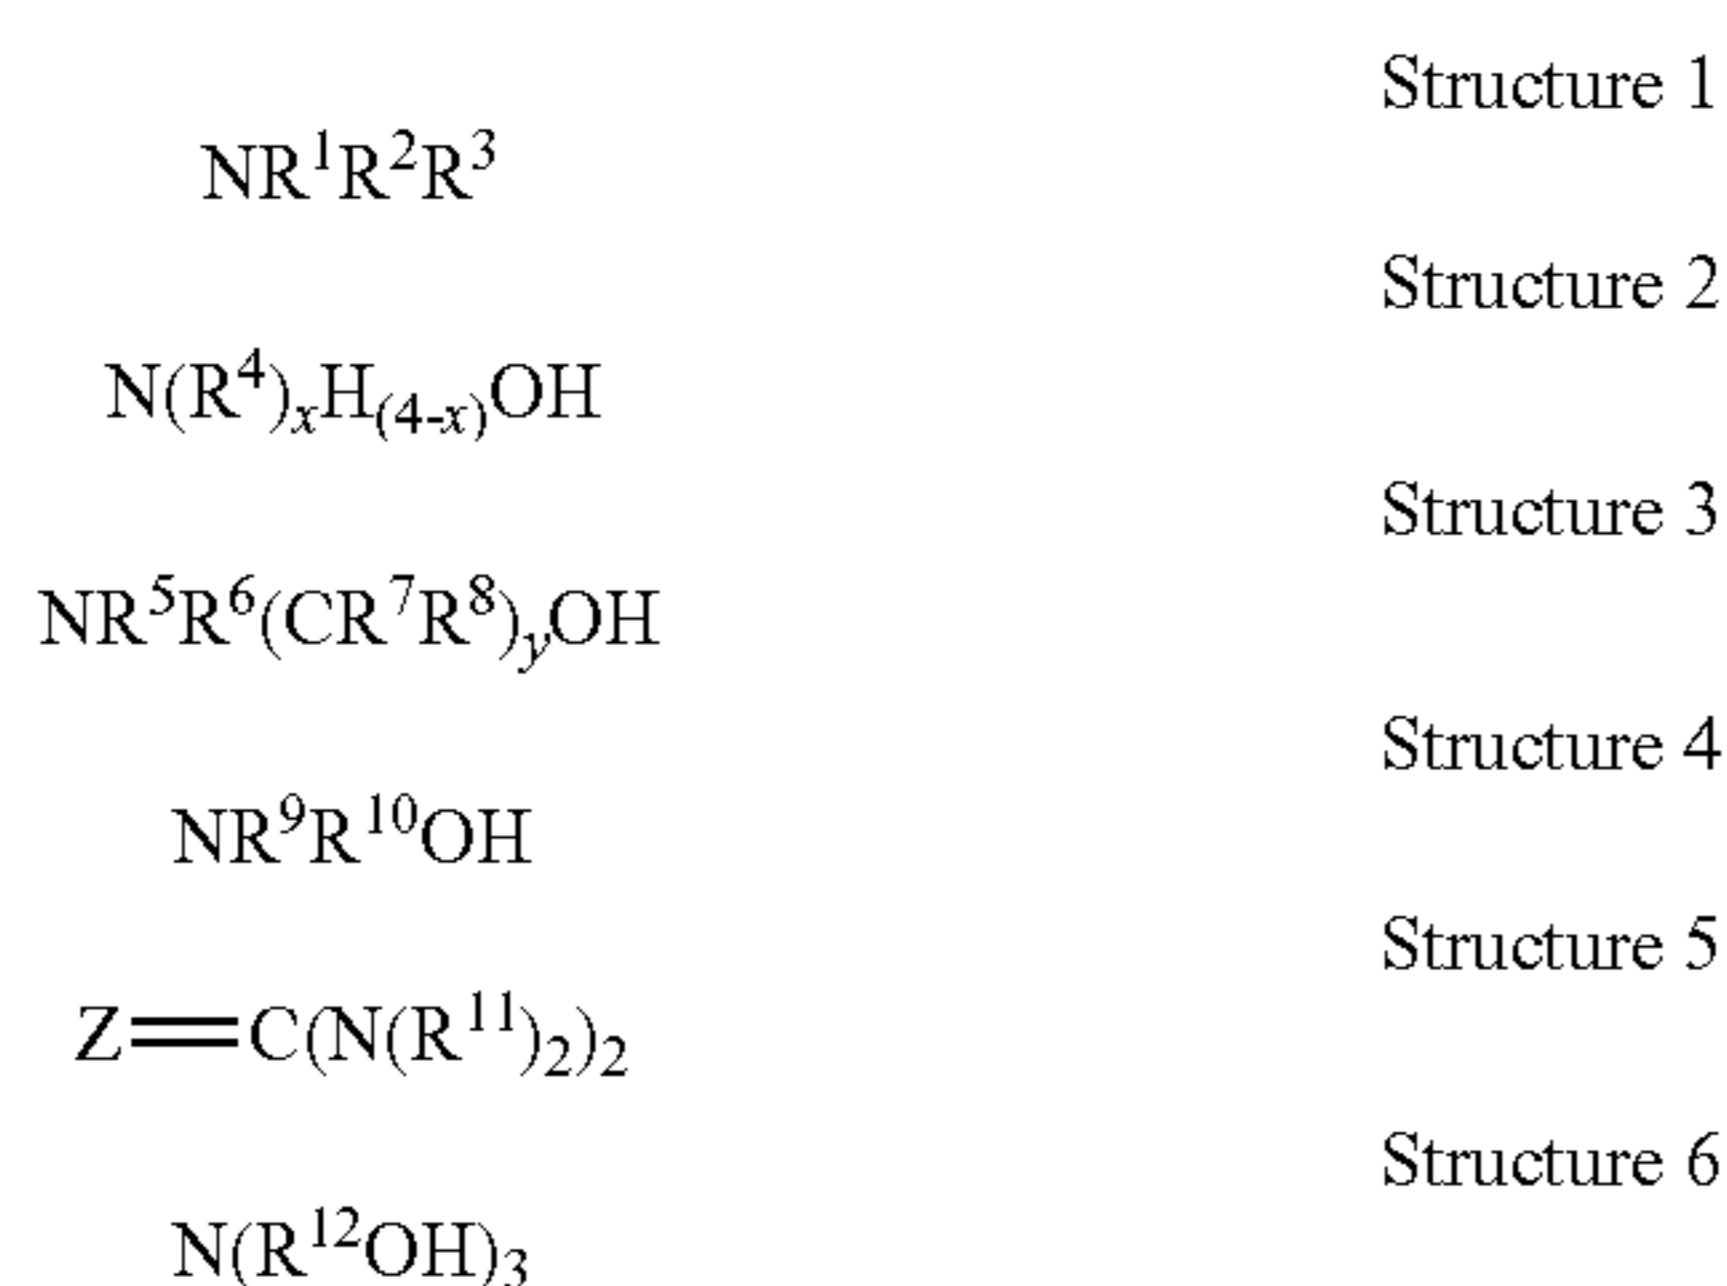 Structure 1
NR¹R²R³
Structure 2
N(R⁴)ₓH₍₄₋ₓ₎OH
Structure 3
NR⁵R⁶(CR⁷R⁸)yOH
Structure 4
NR⁹R¹⁰OH
Structure 5
Z=C(N(R¹¹)₂)₂
Structure 6
N(R¹²OH)₃